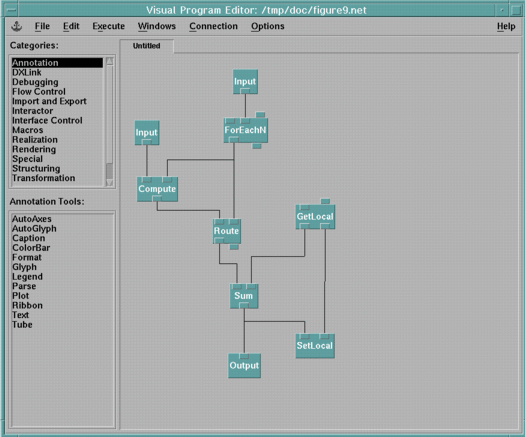 Visual Program Editor: /tmp/doc/figure9.net
File Edit Execute Windows Connection Options Help
Categories:
Annotation
DXLink
Debugging
Flow Control
Import and Export
Interactor
Interface Control
Macros
Realization
Rendering
Special
Structuring
Transformation
Annotation Tools:
AutoAxes
AutoGlyph
Caption
ColorBar
Format
Glyph
Legend
Parse
Plot
Ribbon
Text
Tube
Untitled
Input
Input
ForEachN
Compute
GetLocal
Route
Sum
SetLocal
Output